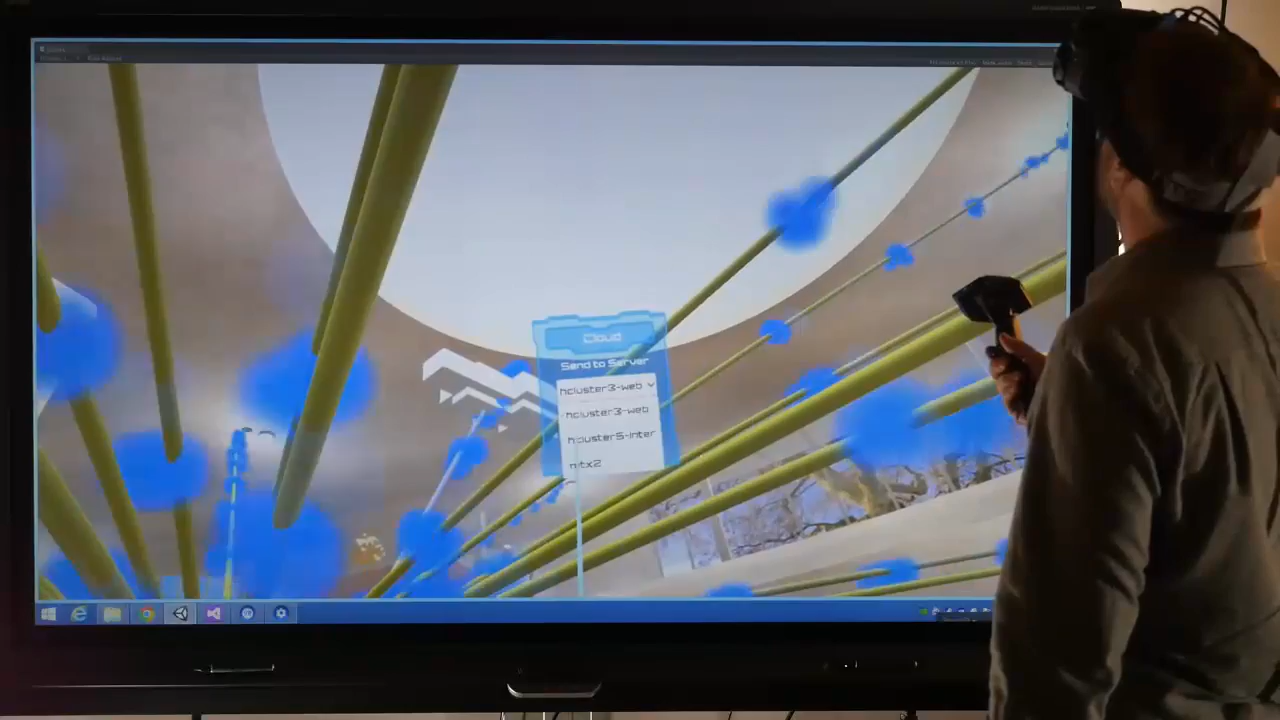 Cloud
Send to Server
hcluster3-web
hcluster3-web
hcluster5-inter
mtx2